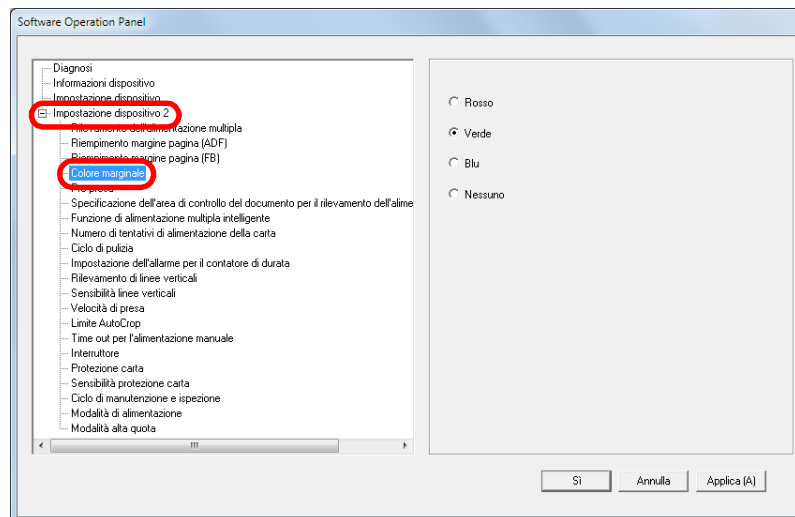 Software Operation Panel
Diagnosi
Informazioni dispositivo
Impostazione dispositivo
Impostazione dispositivo 2
Rilevamento dell'alimentazione multipla
Riempimento margine pagina (ADF)
Riempimento margine pagina (FB)
Colore marginale
Pre presa
Specificazione dell'area di controllo del documento per il rilevamento dell'alime
Funzione di alimentazione multipla intelligente
Numero di tentativi di alimentazione della carta
Ciclo di pulizia
Impostazione dell'allarme per il contatore di durata
Rilevamento di linee verticali
Sensibilità linee verticali
Velocità di presa
Limite AutoCrop
Time out per l'alimentazione manuale
Interruttore
Protezione carta
Sensibilità protezione carta
Ciclo di manutenzione e ispezione
Modalità di alimentazione
Modalità alta quota
Rosso
Verde
Blu
Nessuno
Sì
Annulla
Applica (A)